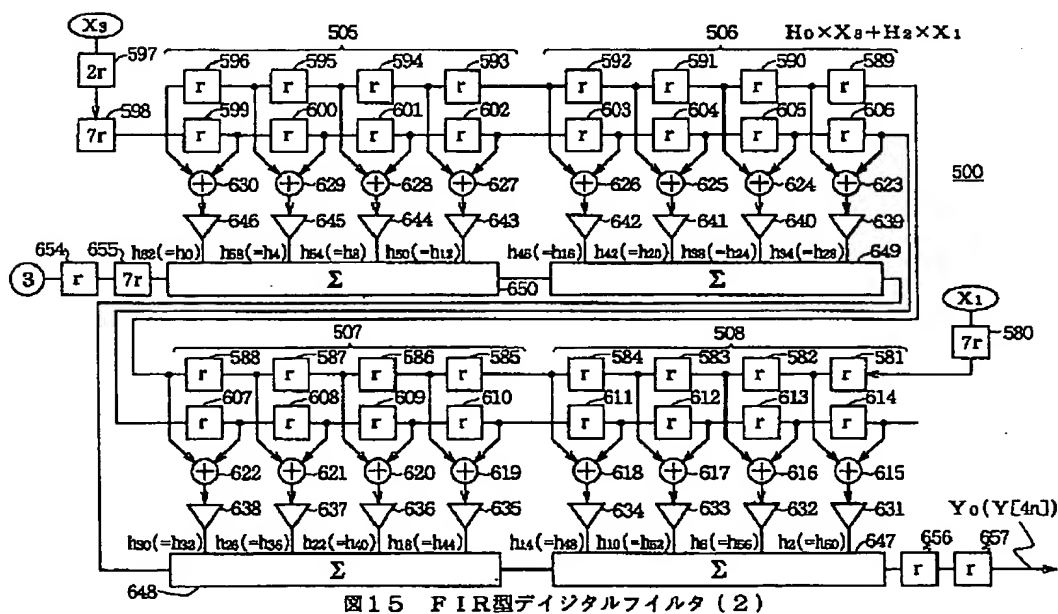 X3
505
506
H0×X3+H2×X1
597
2r
596 595 594 593 592 591 590 589
r r r r r r r r
598
7r
599 600 601 602 603 604 605 606
r r r r r r r r
+ 630 + 629 + 628 + 627 + 626 + 625 + 624 + 623
500
646 645 644 643 642 641 640 639
654 655 h62(=h0) h58(=h4) h54(=h8) h50(=h12) h46(=h16) h42(=h20) h38(=h24) h34(=h28) 649
3 r 7r Σ 650 Σ
X1
507
508
7r 580
588 587 586 585 584 583 582 581
r r r r r r r r
607 608 609 610 611 612 613 614
r r r r r r r r
+ 622 + 621 + 620 + 619 + 618 + 617 + 616 + 615
638 637 636 635 634 633 632 631
Y0(Y[4n])
h30(=h32) h26(=h36) h22(=h40) h18(=h44) h14(=h48) h10(=h52) h6(=h56) h2(=h60) 647 656 657
Σ Σ r r
648
図15 FIR型デイジタルフイルタ(2)